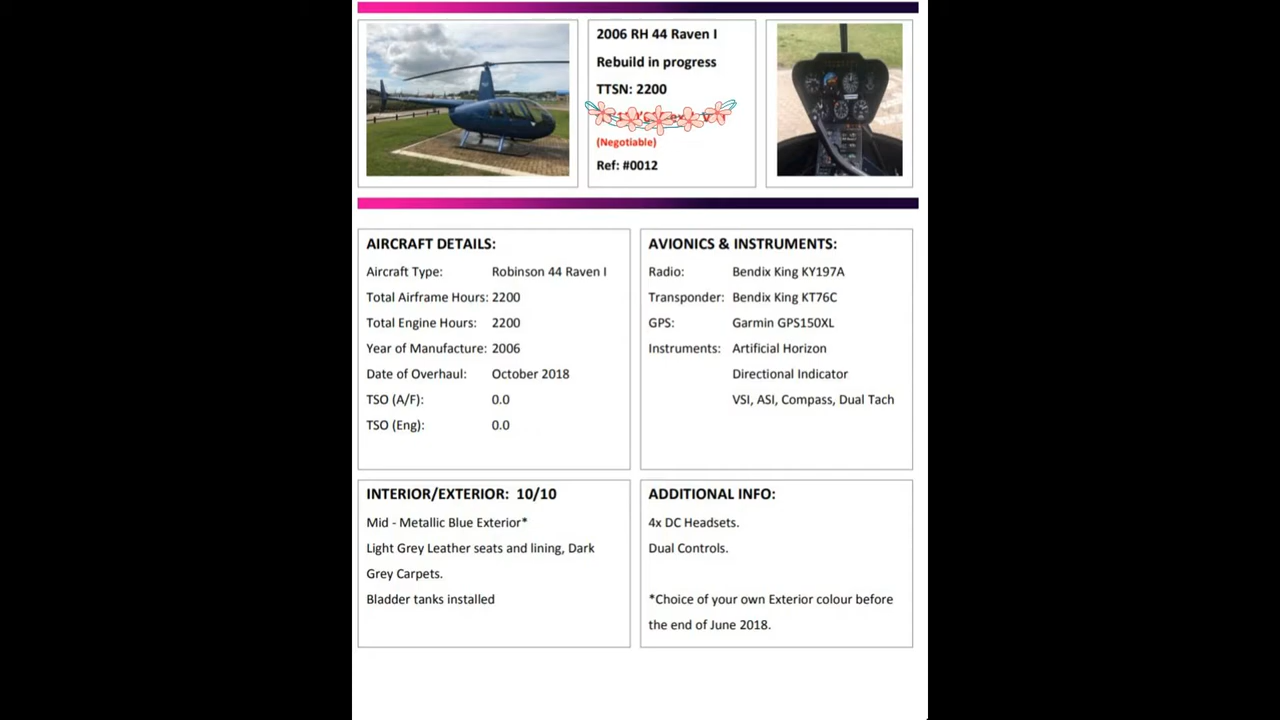 2006 RH 44 Raven I
Rebuild in progress
TTSN: 2200
(Negotiable)
Ref: #0012
AIRCRAFT DETAILS:
Aircraft Type: Robinson 44 Raven I
Total Airframe Hours: 2200
Total Engine Hours: 2200
Year of Manufacture: 2006
Date of Overhaul: October 2018
TSO (A/F): 0.0
TSO (Eng): 0.0
AVIONICS & INSTRUMENTS:
Radio: Bendix King KY197A
Transponder: Bendix King KT76C
GPS: Garmin GPS150XL
Instruments: Artificial Horizon
Directional Indicator
VSI, ASI, Compass, Dual Tach
INTERIOR/EXTERIOR: 10/10
Mid - Metallic Blue Exterior*
Light Grey Leather seats and lining, Dark
Grey Carpets.
Bladder tanks installed
ADDITIONAL INFO:
4x DC Headsets.
Dual Controls.
*Choice of your own Exterior colour before
the end of June 2018.